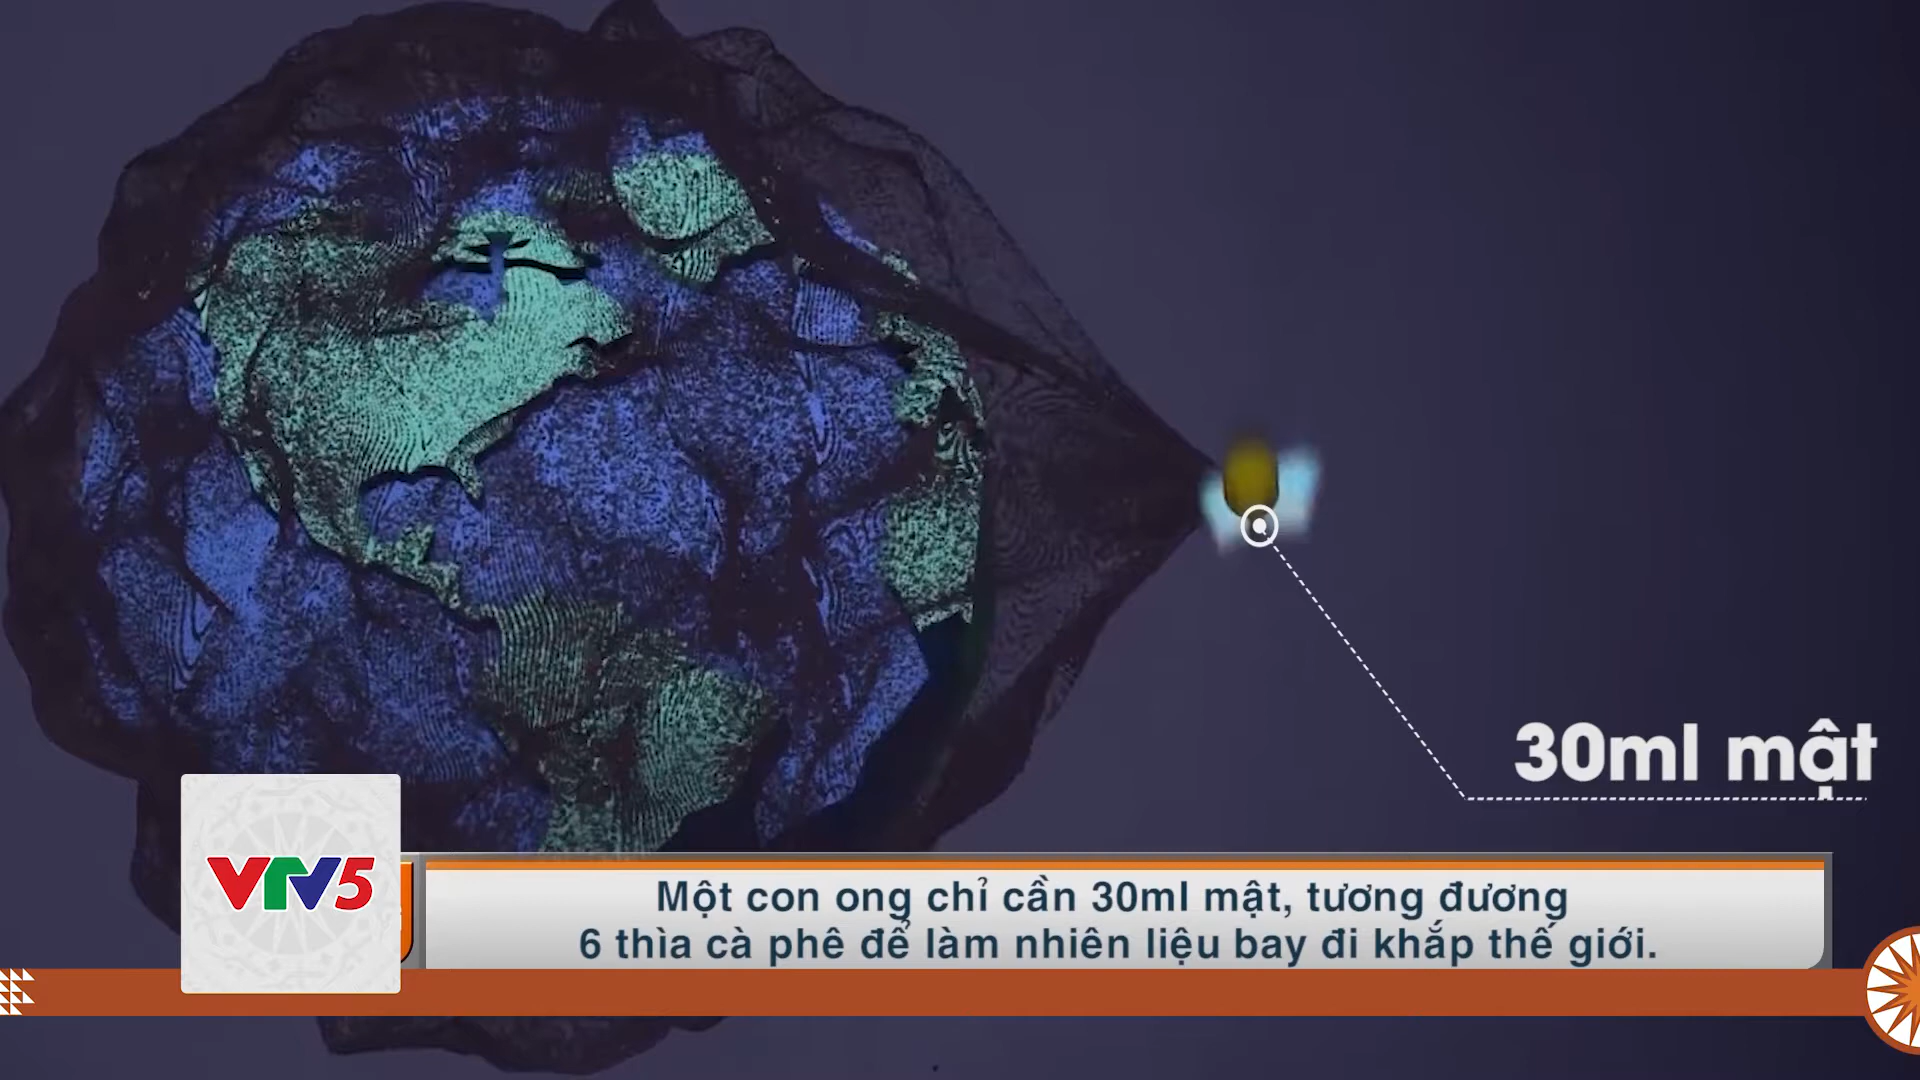 30ml mật
VTV5
Một con ong chỉ cần 30ml mật, tương đương
6 thìa cà phê để làm nhiên liệu bay đi khắp thế giới.